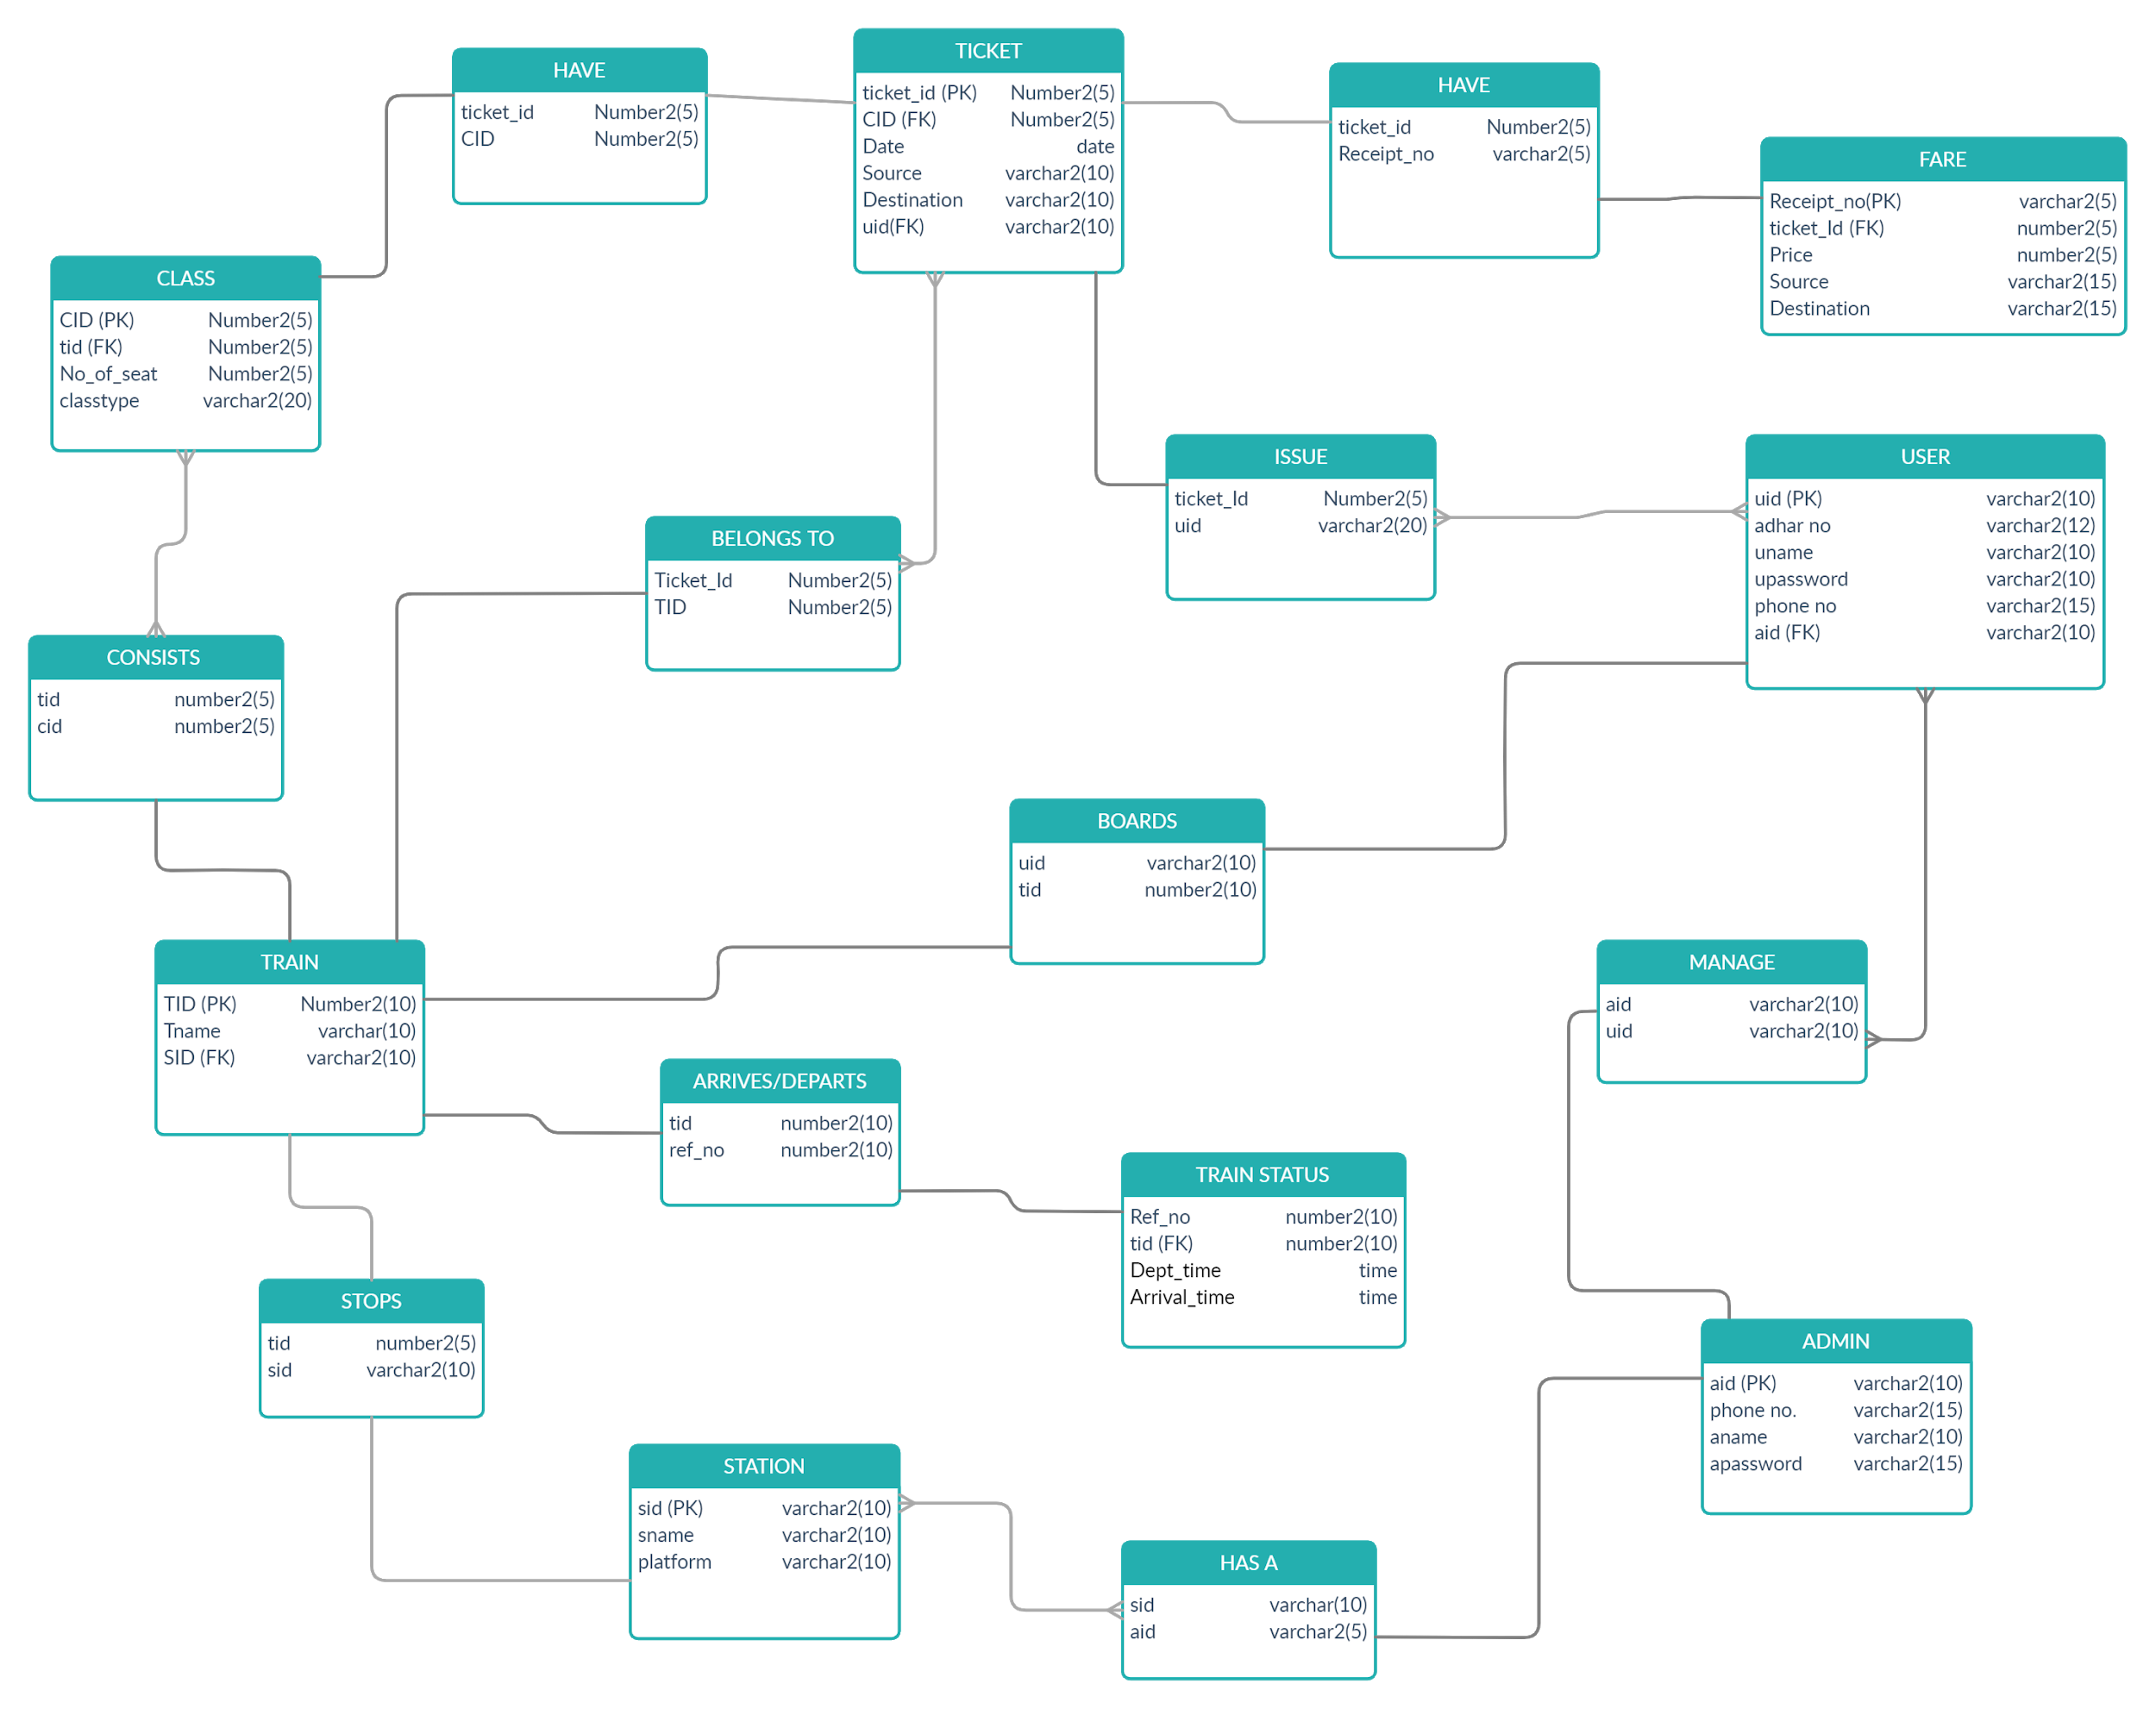 HAVE
ticket_id Number2(5)
CID Number2(5)
TICKET
ticket_id (PK) Number2(5)
CID (FK) Number2(5)
Date date
Source varchar2(10)
Destination varchar2(10)
uid(FK) varchar2(10)
HAVE
ticket_id Number2(5)
Receipt_no varchar2(5)
FARE
Receipt_no(PK) varchar2(5)
ticket_Id (FK) number2(5)
Price number2(5)
Source varchar2(15)
Destination varchar2(15)
CLASS
CID (PK) Number2(5)
tid (FK) Number2(5)
No_of_seat Number2(5)
classtype varchar2(20)
ISSUE
ticket_Id Number2(5)
uid varchar2(20)
USER
uid (PK) varchar2(10)
adhar no varchar2(12)
uname varchar2(10)
upassword varchar2(10)
phone no varchar2(15)
aid (FK) varchar2(10)
BELONGS TO
Ticket_Id Number2(5)
TID Number2(5)
CONSISTS
tid number2(5)
cid number2(5)
BOARDS
uid varchar2(10)
tid number2(10)
TRAIN
TID (PK) Number2(10)
Tname varchar(10)
SID (FK) varchar2(10)
MANAGE
aid varchar2(10)
uid varchar2(10)
ARRIVES/DEPARTS
tid number2(10)
ref_no number2(10)
TRAIN STATUS
Ref_no number2(10)
tid (FK) number2(10)
Dept_time time
Arrival_time time
STOPS
tid number2(5)
sid varchar2(10)
ADMIN
aid (PK) varchar2(10)
phone no. varchar2(15)
aname varchar2(10)
apassword varchar2(15)
STATION
sid (PK) varchar2(10)
sname varchar2(10)
platform varchar2(10)
HAS A
sid varchar(10)
aid varchar2(5)